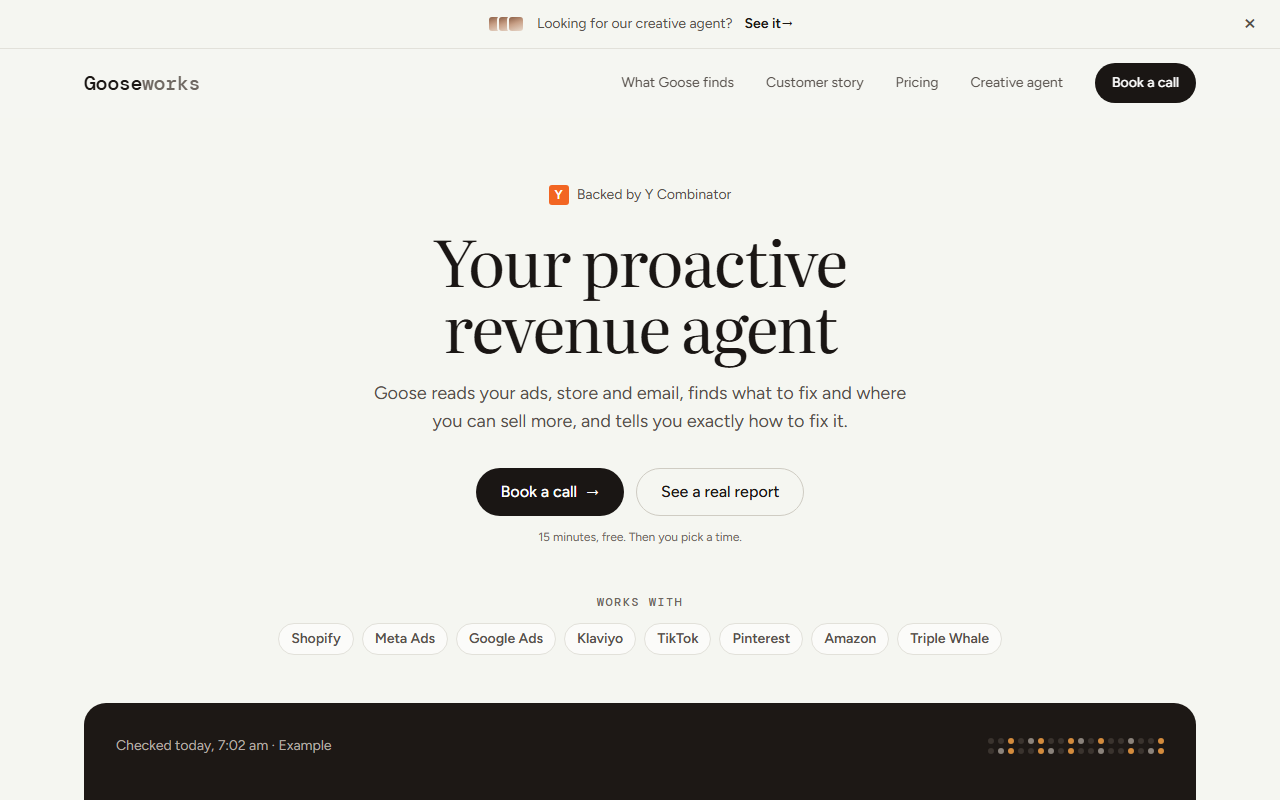 Looking for our creative agent? See it→
×
Gooseworks
What Goose finds
Customer story
Pricing
Creative agent
Book a call
Y Backed by Y Combinator
Your proactive
revenue agent
Goose reads your ads, store and email, finds what to fix and where
you can sell more, and tells you exactly how to fix it.
Book a call →
See a real report
15 minutes, free. Then you pick a time.
WORKS WITH
Shopify
Meta Ads
Google Ads
Klaviyo
TikTok
Pinterest
Amazon
Triple Whale
Checked today, 7:02 am · Example